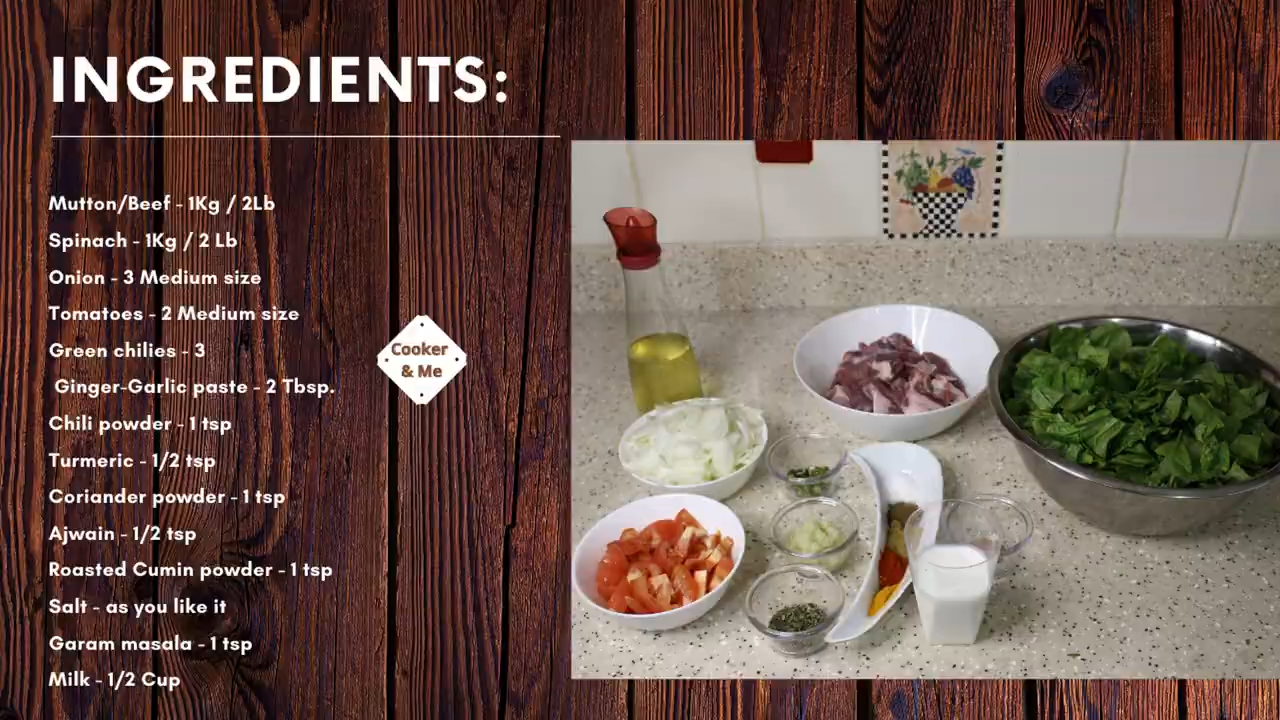 INGREDIENTS:
Mutton/Beef - 1Kg / 2Lb
Spinach - 1Kg / 2 Lb
Onion - 3 Medium size
Tomatoes - 2 Medium size
Green chilies - 3
Ginger-Garlic paste - 2 Tbsp.
Chili powder - 1 tsp
Turmeric - 1/2 tsp
Coriander powder - 1 tsp
Ajwain - 1/2 tsp
Roasted Cumin powder - 1 tsp
Salt - as you like it
Garam masala - 1 tsp
Milk - 1/2 Cup
Cooker
& Me